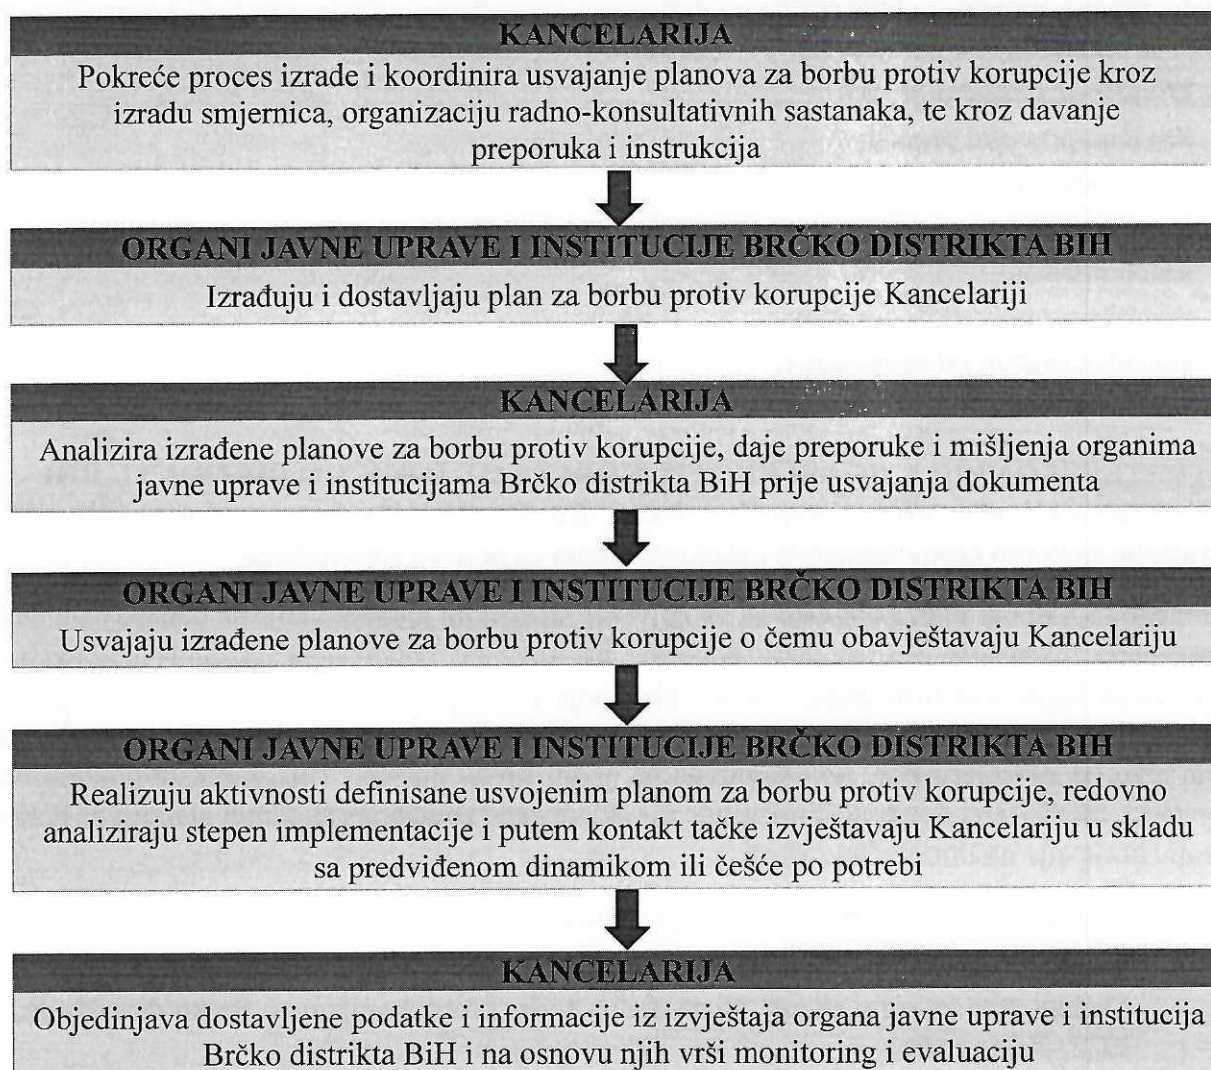 KANCELARIJA
Pokreće proces izrade i koordinira usvajanje planova za borbu protiv korupcije kroz
izradu smjernica, organizaciju radno-konsultativnih sastanaka, te kroz davanje
preporuka i instrukcija
ORGANI JAVNE UPRAVE I INSTITUCIJE BRČKO DISTRIKTA BIH
Izrađuju i dostavljaju plan za borbu protiv korupcije Kancelariji
KANCELARIJA
Analizira izrađene planove za borbu protiv korupcije, daje preporuke i mišljenja organima
javne uprave i institucijama Brčko distrikta BiH prije usvajanja dokumenta
ORGANI JAVNE UPRAVE I INSTITUCIJE BRČKO DISTRIKTA BIH
Usvajaju izrađene planove za borbu protiv korupcije o čemu obavještavaju Kancelariju
ORGANI JAVNE UPRAVE I INSTITUCIJE BRČKO DISTRIKTA BIH
Realizuju aktivnosti definisane usvojenim planom za borbu protiv korupcije, redovno
analiziraju stepen implementacije i putem kontakt tačke izvještavaju Kancelariju u skladu
sa predviđenom dinamikom ili češće po potrebi
KANCELARIJA
Objedinjava dostavljene podatke i informacije iz izvještaja organa javne uprave i institucija
Brčko distrikta BiH i na osnovu njih vrši monitoring i evaluaciju